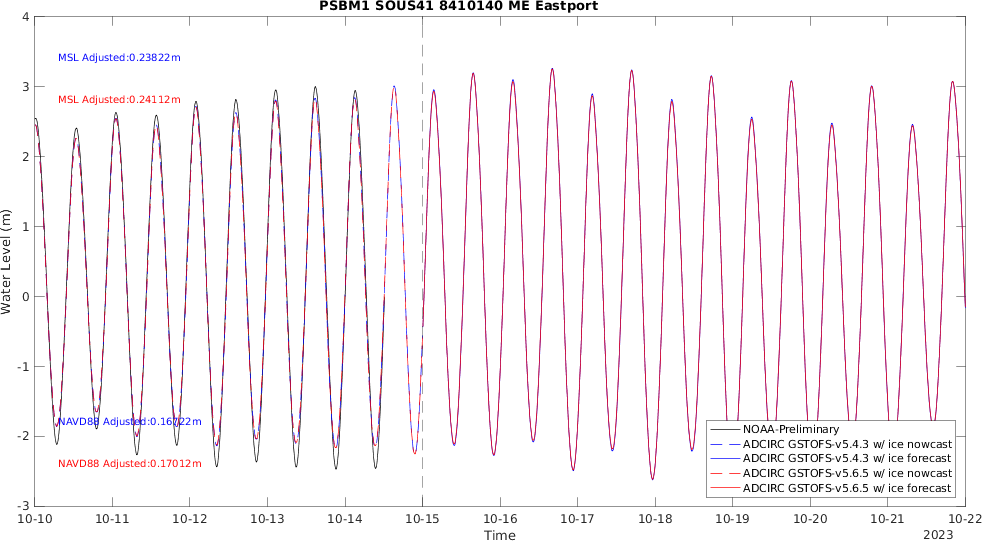 PSBM1 SOUS41 8410140 ME Eastport
4
3
2
1
0
-1
-2
-3
Water Level (m)
MSL Adjusted:0.23822m
MSL Adjusted:0.24112m
NAVD88 Adjusted:0.16722m
NAVD88 Adjusted:0.17012m
NOAA-Preliminary
ADCIRC GSTOFS-v5.4.3 w/ ice nowcast
ADCIRC GSTOFS-v5.4.3 w/ ice forecast
ADCIRC GSTOFS-v5.6.5 w/ ice nowcast
ADCIRC GSTOFS-v5.6.5 w/ ice forecast
10-10 10-11 10-12 10-13 10-14 10-15 10-16 10-17 10-18 10-19 10-20 10-21 10-22
Time
2023